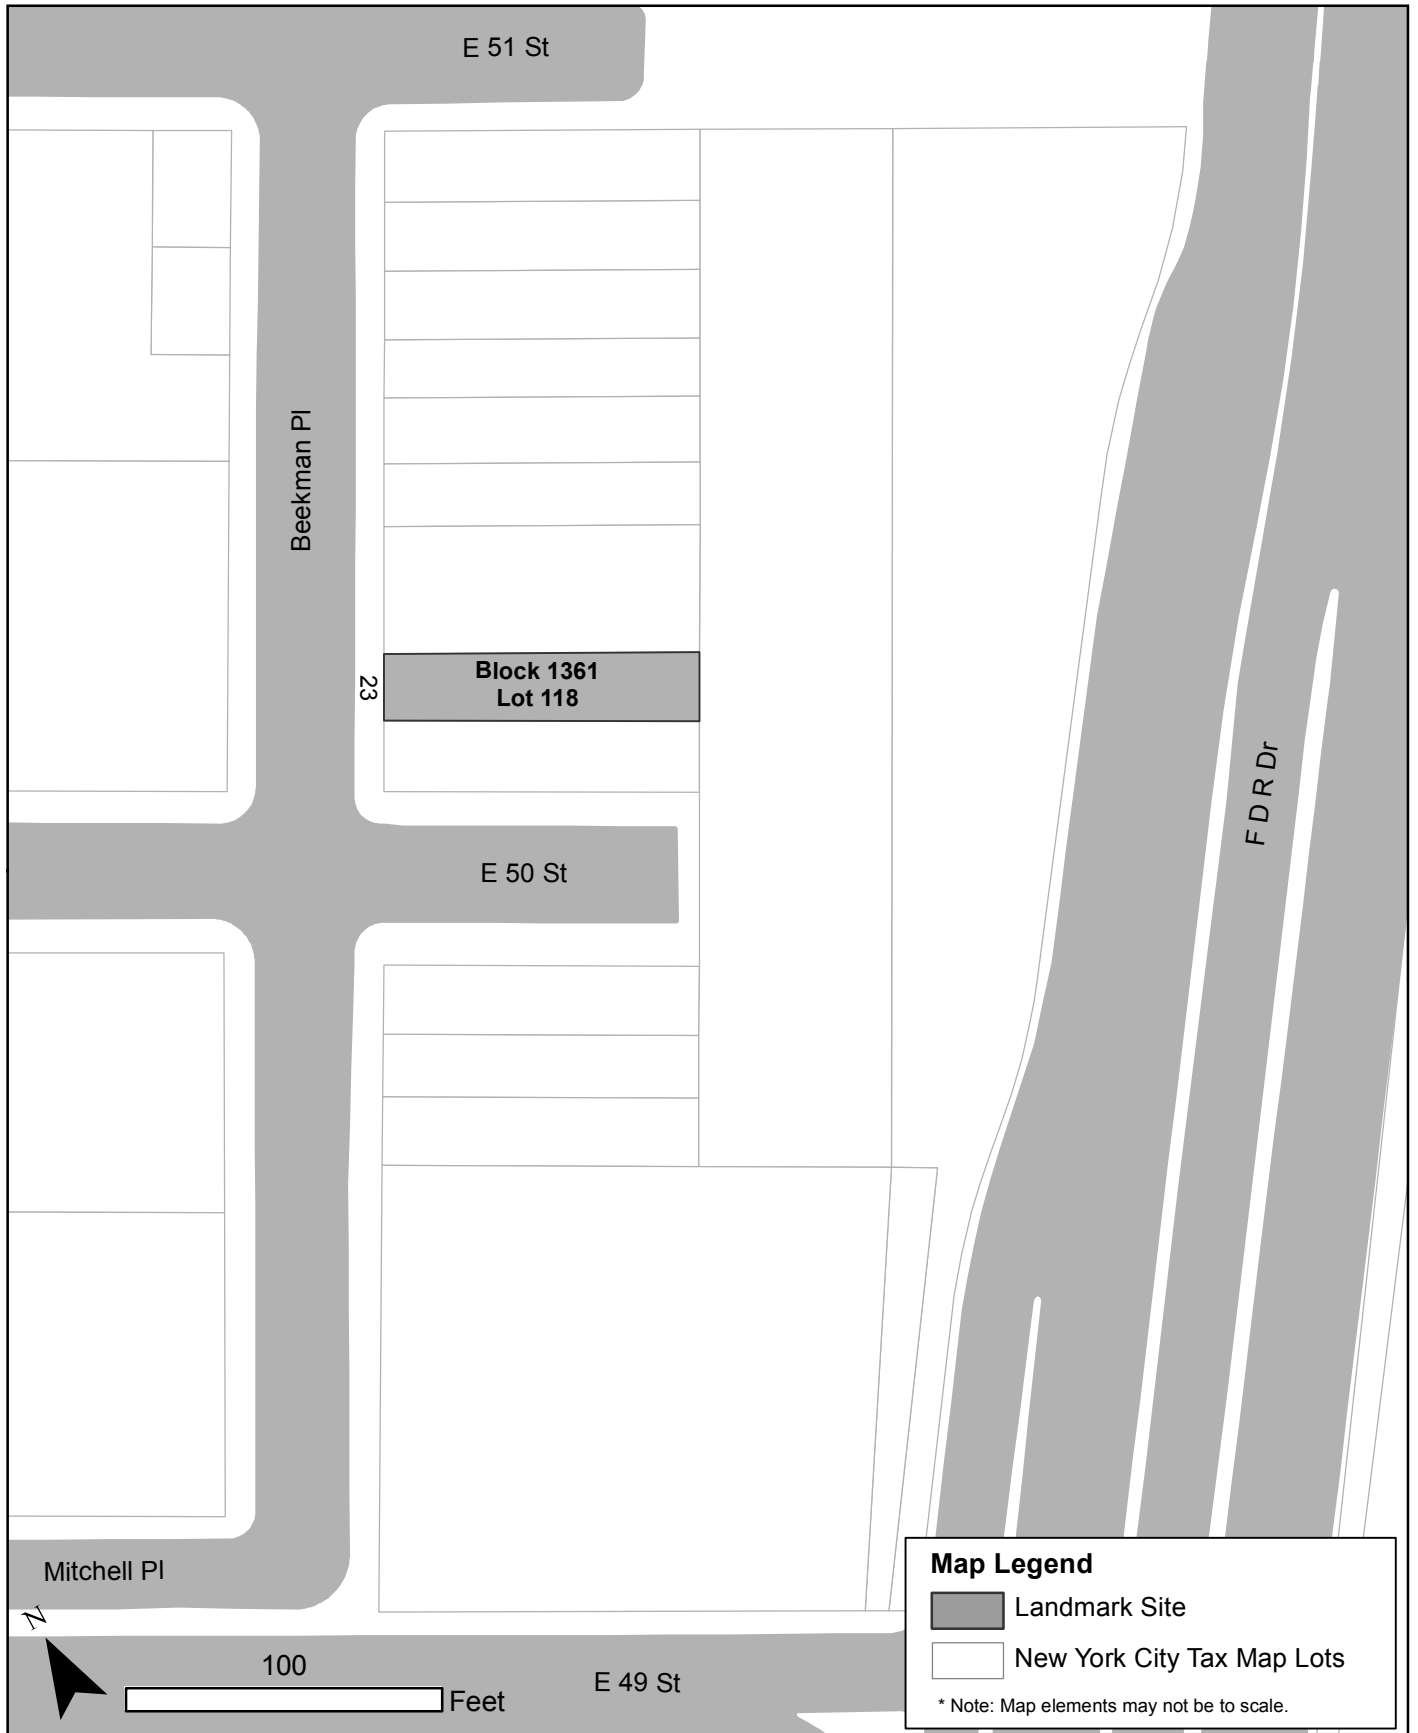 E 51 St
Beekman Pl
23
Block 1361
Lot 118
F D R Dr
E 50 St
Mitchell Pl
N
100
Feet
E 49 St
Map Legend
Landmark Site
New York City Tax Map Lots
* Note: Map elements may not be to scale.